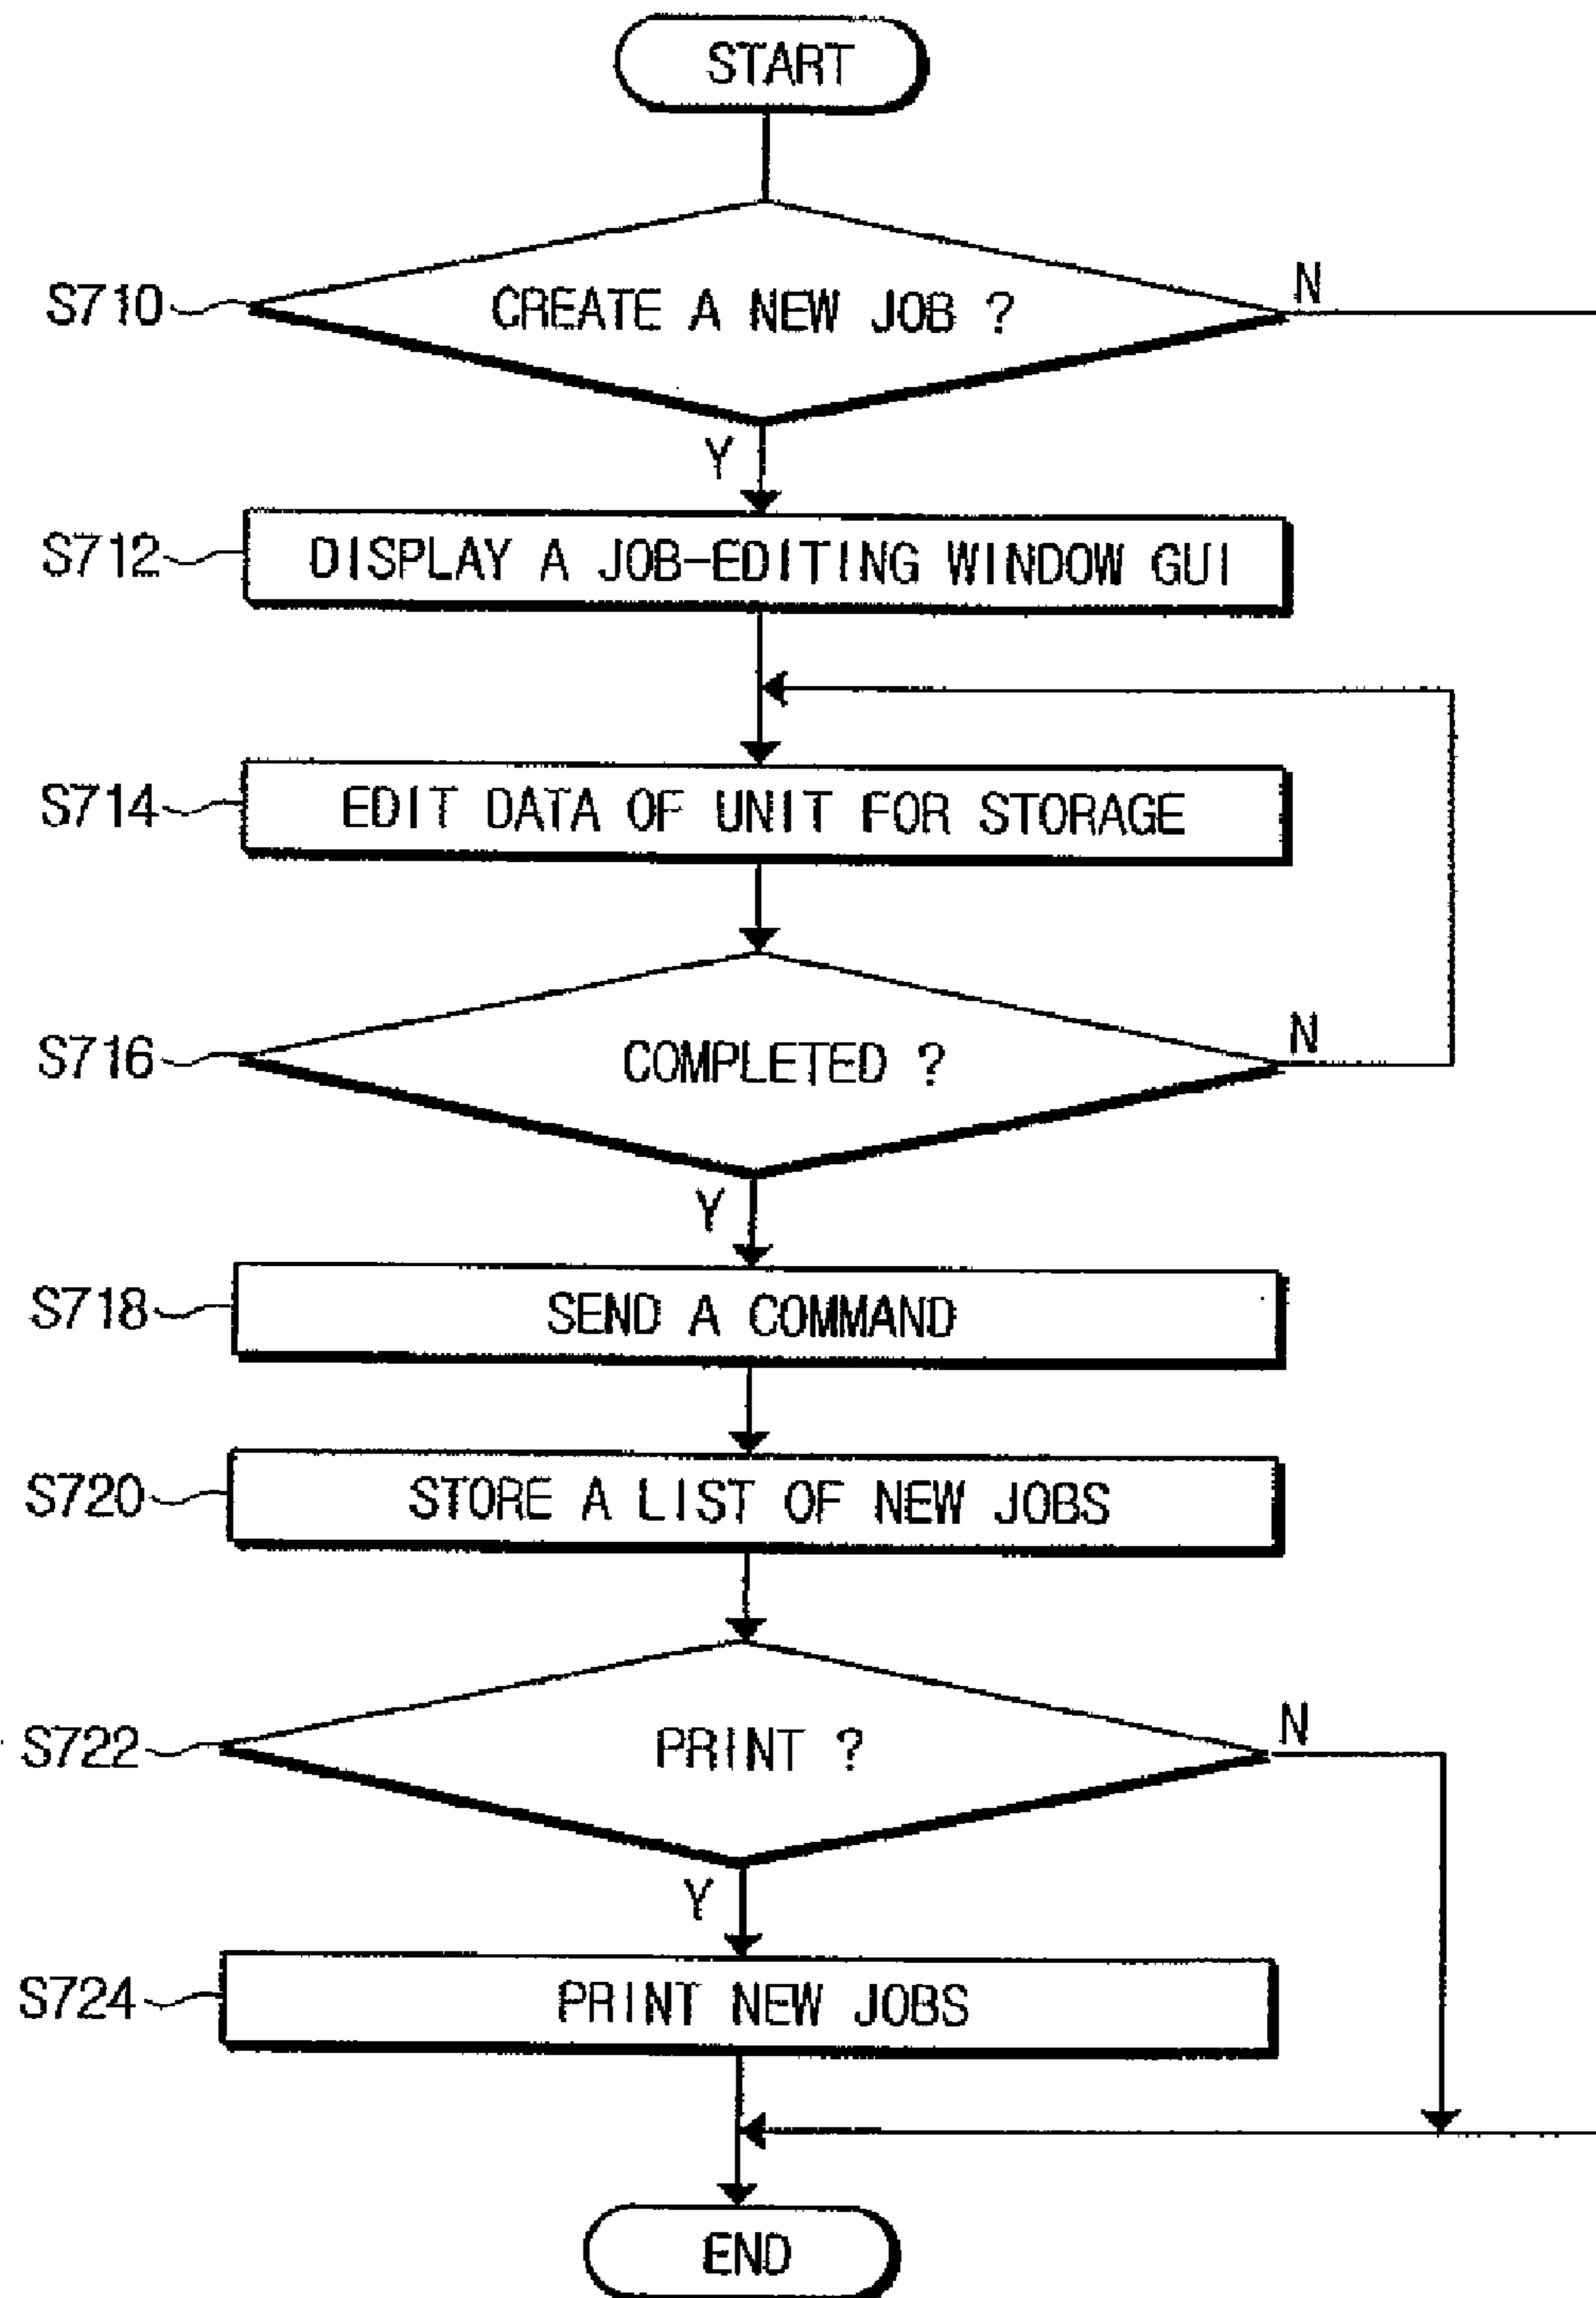 START
S710
CREATE A NEW JOB ?
N
Y
S712
DISPLAY A JOB-EDITING WINDOW GUI
S714
EDIT DATA OF UNIT FOR STORAGE
S716
COMPLETED ?
N
Y
S718
SEND A COMMAND
S720
STORE A LIST OF NEW JOBS
S722
PRINT ?
N
Y
S724
PRINT NEW JOBS
END